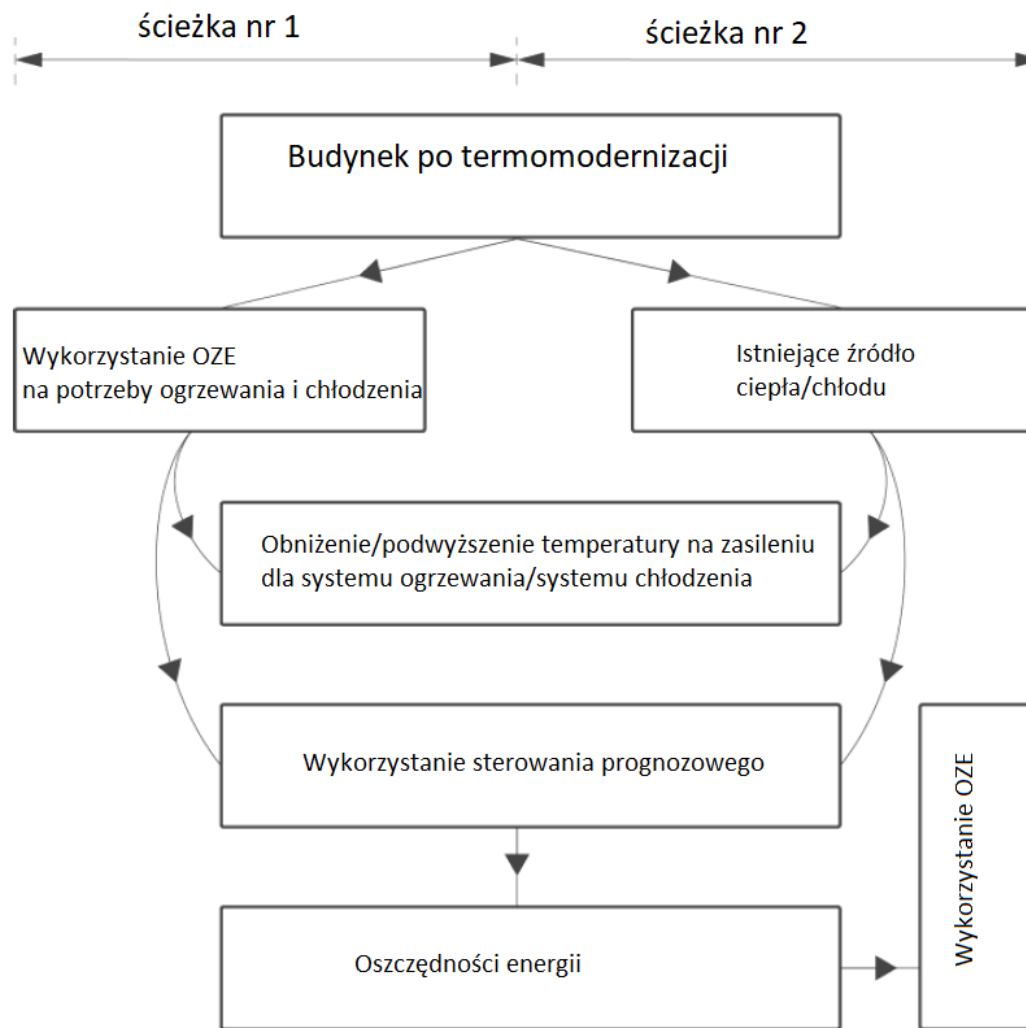 ścieżka nr 1
ścieżka nr 2
Budynek po termomodernizacji
Wykorzystanie OZE
na potrzeby ogrzewania i chłodzenia
Istniejące źródło
ciepła/chłodu
Obniżenie/podwyższenie temperatury na zasileniu
dla systemu ogrzewania/systemu chłodzenia
Wykorzystanie sterowania prognozowego
Wykorzystanie OZE
Oszczędności energii